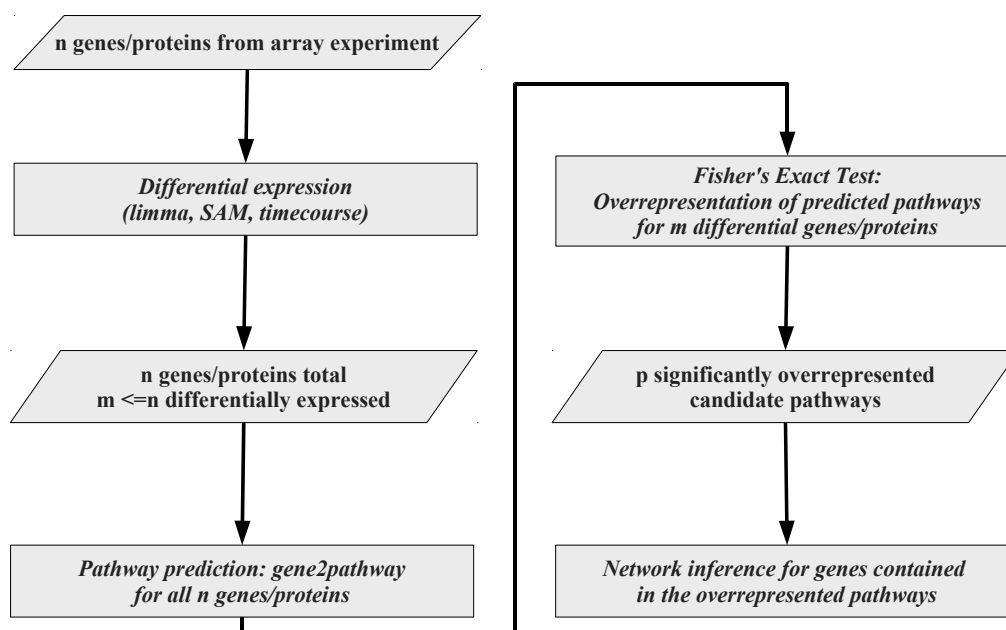 n genes/proteins from array experiment
Differential expression
(limma, SAM, timecourse)
n genes/proteins total
m <=n differentially expressed
Pathway prediction: gene2pathway
for all n genes/proteins
Fisher's Exact Test:
Overrepresentation of predicted pathways
for m differential genes/proteins
p significantly overrepresented
candidate pathways
Network inference for genes contained
in the overrepresented pathways